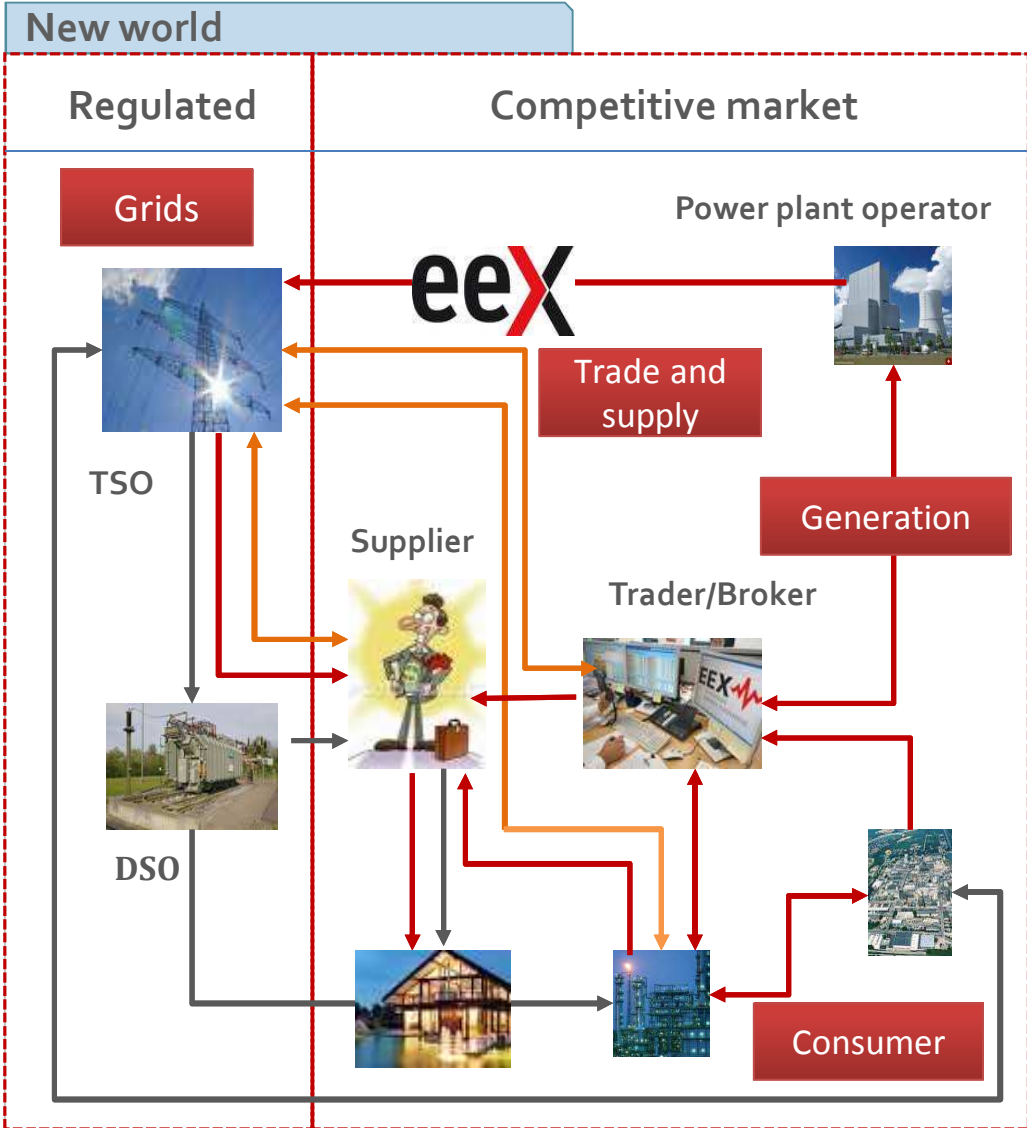 New world
Regulated
Competitive market
Grids
Power plant operator
eex
Trade and
supply
TSO
Generation
Supplier
Trader/Broker
EEX
DSO
Consumer